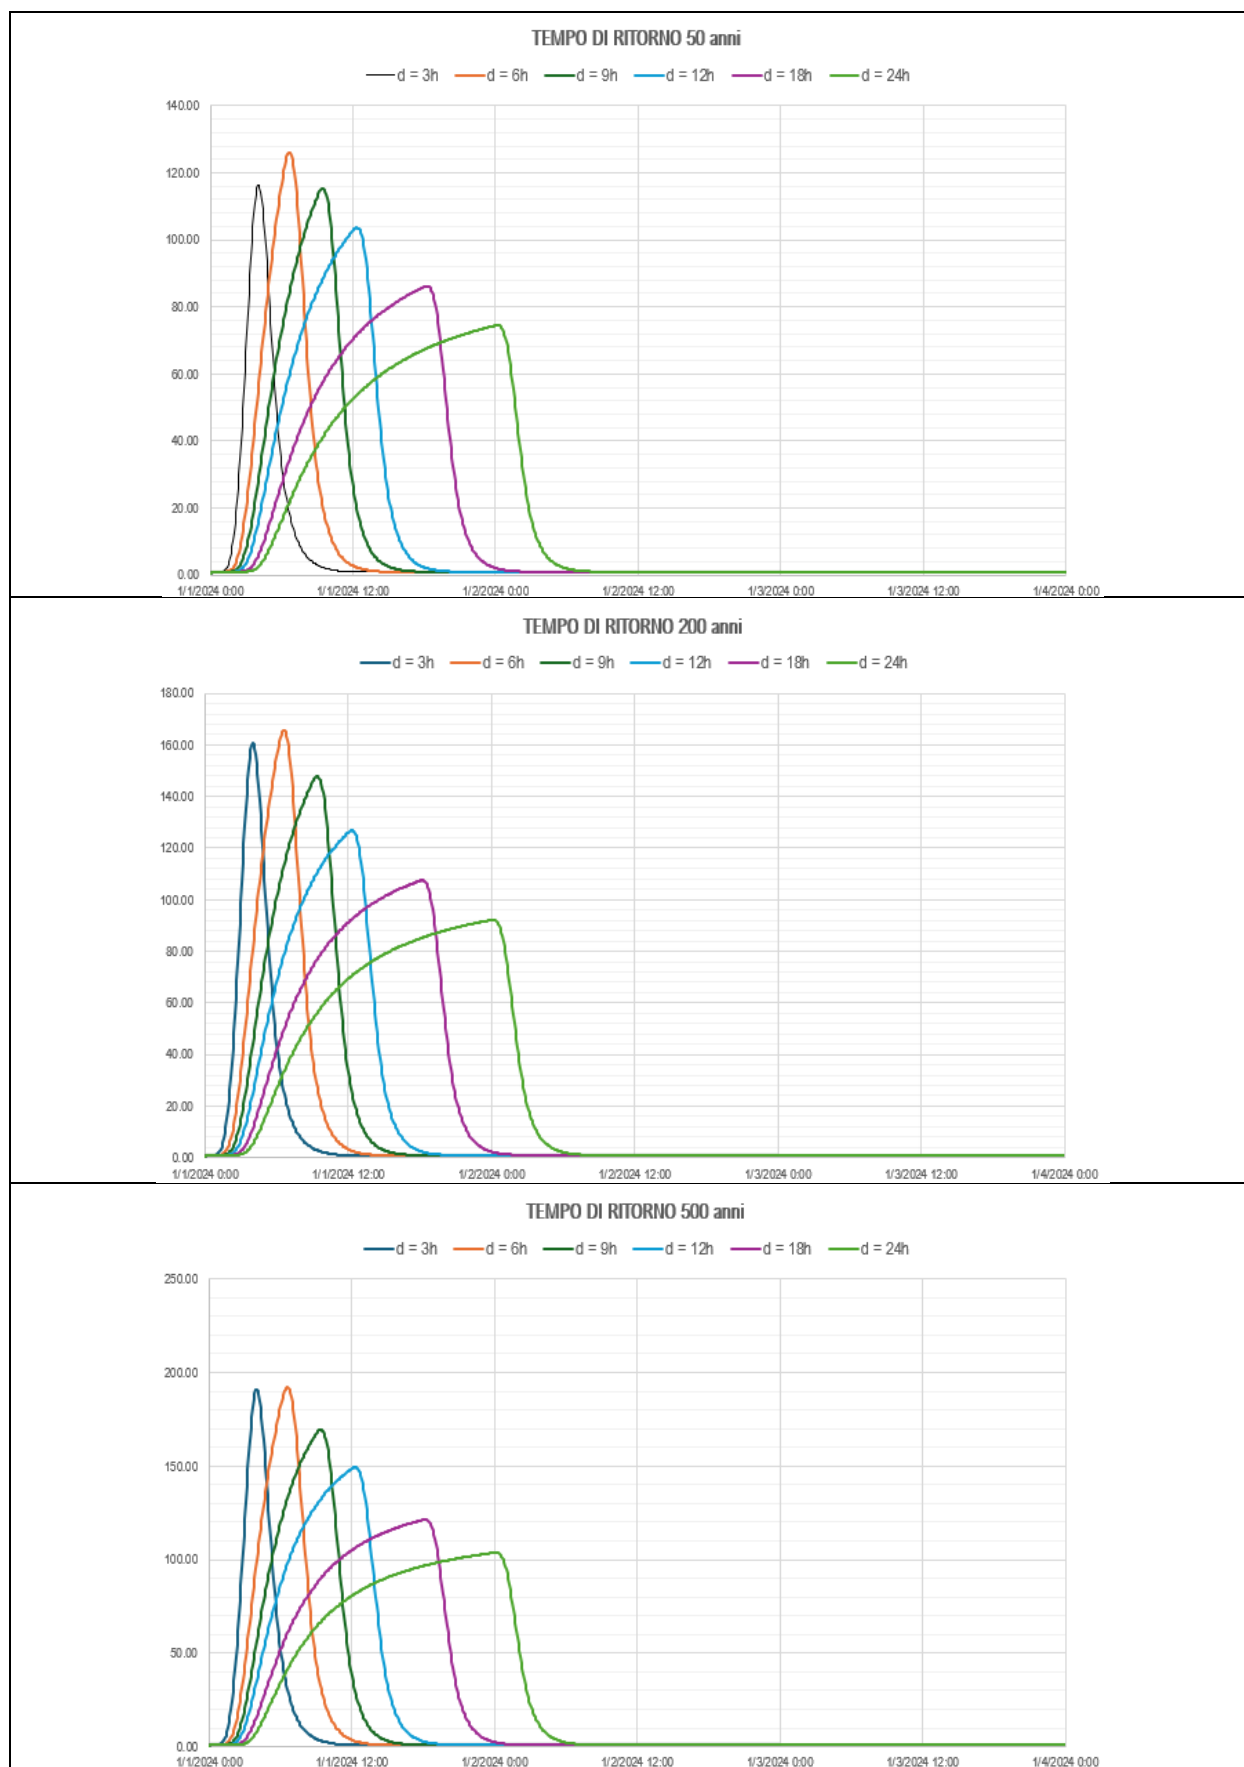 TEMPO DI RITORNO 50 anni
d = 3h d = 6h d = 9h d = 12h d = 18h d = 24h
140.00
120.00
100.00
80.00
60.00
40.00
20.00
0.00
1/1/2024 0:00 1/1/2024 12:00 1/2/2024 0:00 1/2/2024 12:00 1/3/2024 0:00 1/3/2024 12:00 1/4/2024 0:00
TEMPO DI RITORNO 200 anni
d = 3h d = 6h d = 9h d = 12h d = 18h d = 24h
180.00
160.00
140.00
120.00
100.00
80.00
60.00
40.00
20.00
0.00
1/1/2024 0:00 1/1/2024 12:00 1/2/2024 0:00 1/2/2024 12:00 1/3/2024 0:00 1/3/2024 12:00 1/4/2024 0:00
TEMPO DI RITORNO 500 anni
d = 3h d = 6h d = 9h d = 12h d = 18h d = 24h
250.00
200.00
150.00
100.00
50.00
0.00
1/1/2024 0:00 1/1/2024 12:00 1/2/2024 0:00 1/2/2024 12:00 1/3/2024 0:00 1/3/2024 12:00 1/4/2024 0:00